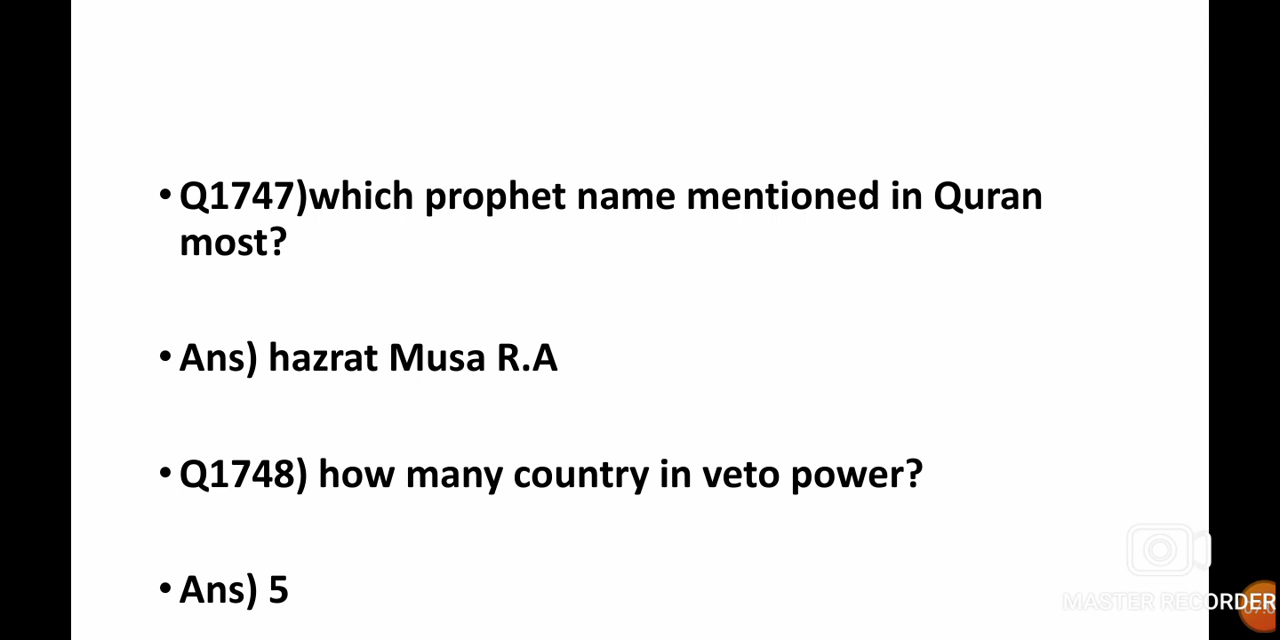 • Q1747)which prophet name mentioned in Quran
most?
• Ans) hazrat Musa R.A
• Q1748) how many country in veto power?
• Ans) 5
MASTER RECORDER